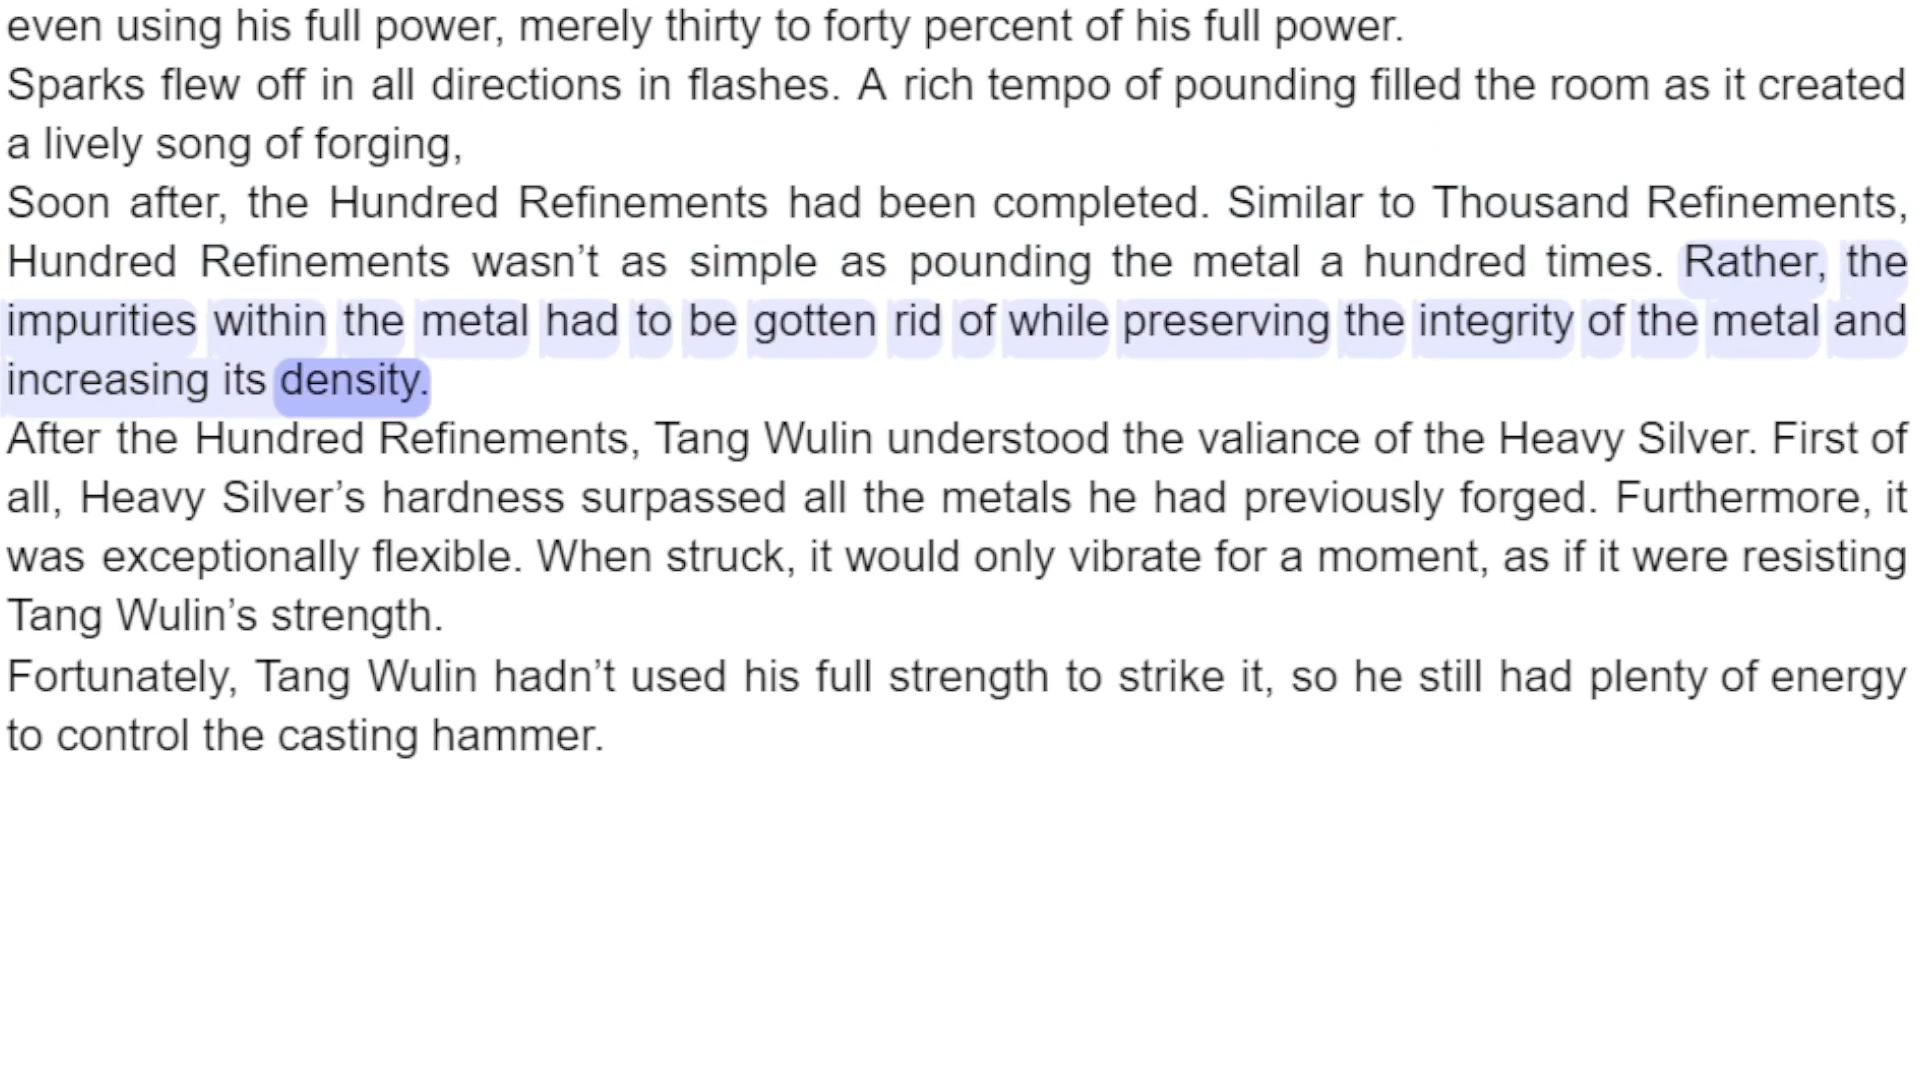 even using his full power, merely thirty to forty percent of his full power.
Sparks flew off in all directions in flashes. A rich tempo of pounding filled the room as it created
a lively song of forging,
Soon after, the Hundred Refinements had been completed. Similar to Thousand Refinements,
Hundred Refinements wasn’t as simple as pounding the metal a hundred times. Rather, the
impurities within the metal had to be gotten rid of while preserving the integrity of the metal and
increasing its density.
After the Hundred Refinements, Tang Wulin understood the valiance of the Heavy Silver. First of
all, Heavy Silver’s hardness surpassed all the metals he had previously forged. Furthermore, it
was exceptionally flexible. When struck, it would only vibrate for a moment, as if it were resisting
Tang Wulin’s strength.
Fortunately, Tang Wulin hadn’t used his full strength to strike it, so he still had plenty of energy
to control the casting hammer.